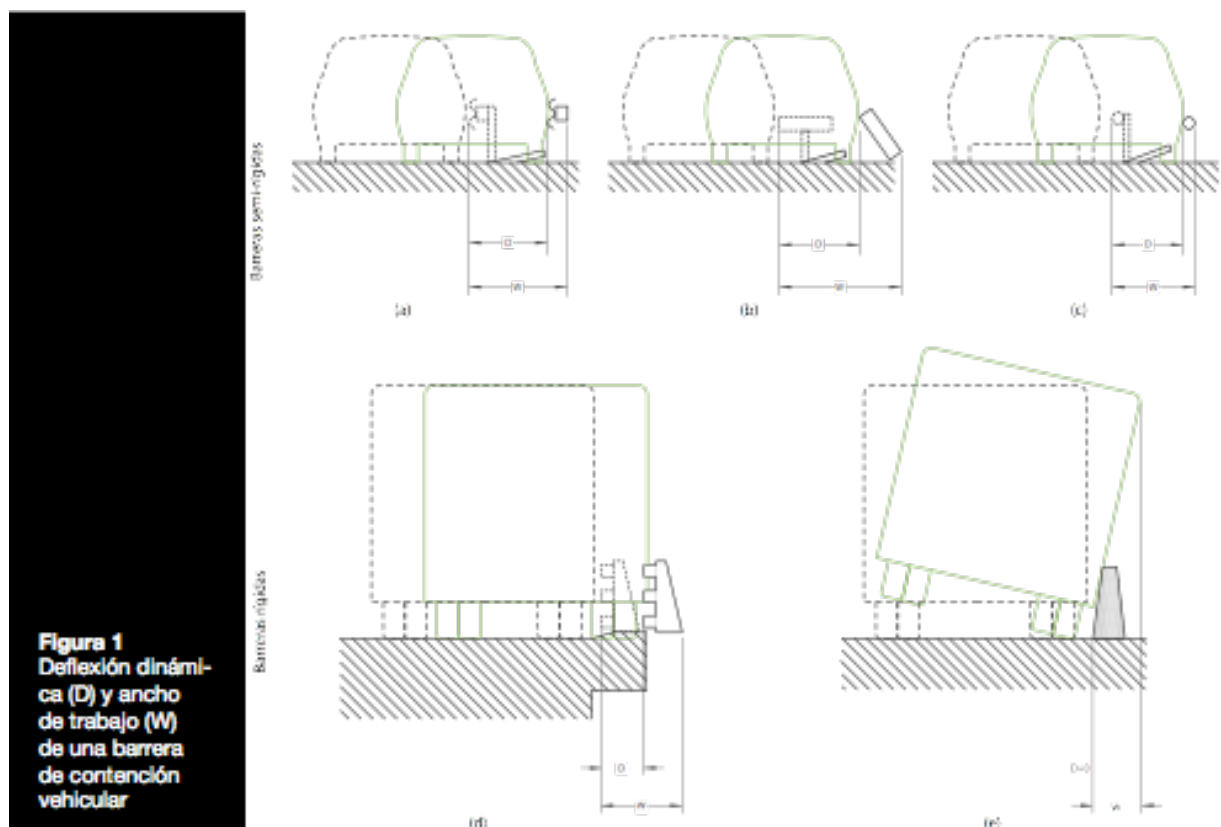 Barreras semi-rígidas
D
W
(a)
D
W
(b)
D
W
(c)
Barreras rígidas
D
W
(d)
D=0
W
(e)
Figura 1
Deflexión dinámi-
ca (D) y ancho
de trabajo (W)
de una barrera
de contención
vehicular